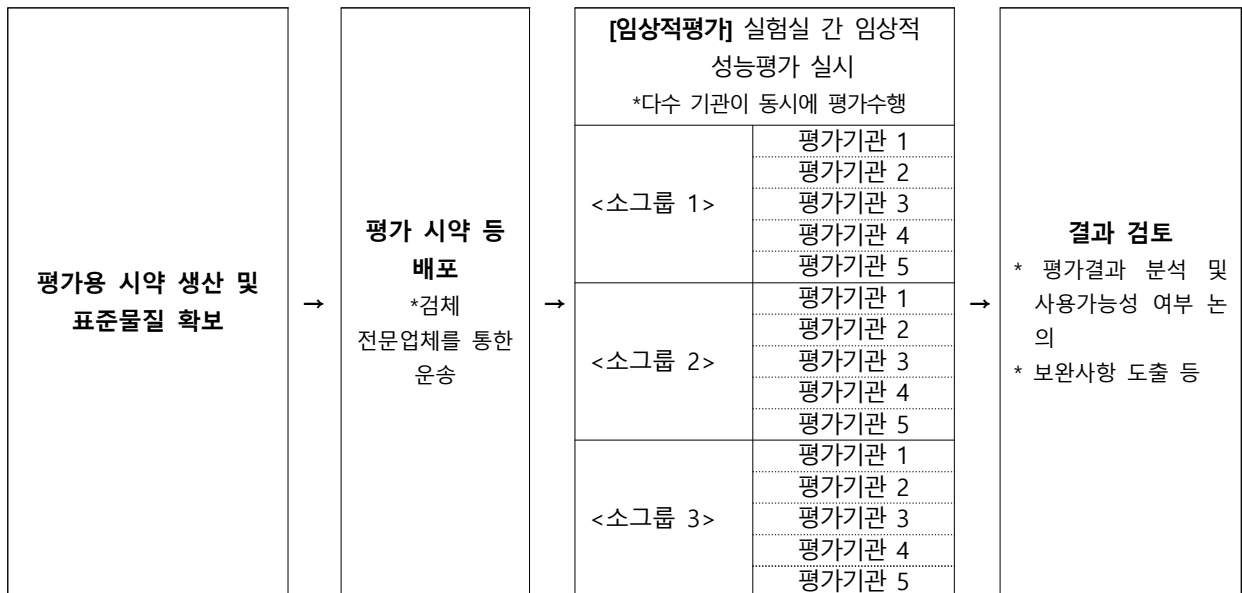 평가용 시약 생산 및
표준물질 확보
→
평가 시약 등
배포
*검체
전문업체를 통한
운송
→
[임상적평가] 실험실 간 임상적
성능평가 실시
*다수 기관이 동시에 평가수행
<소그룹 1>
평가기관 1
평가기관 2
평가기관 3
평가기관 4
평가기관 5
<소그룹 2>
평가기관 1
평가기관 2
평가기관 3
평가기관 4
평가기관 5
<소그룹 3>
평가기관 1
평가기관 2
평가기관 3
평가기관 4
평가기관 5
→
결과 검토
* 평가결과 분석 및
사용가능성 여부 논
의
* 보완사항 도출 등